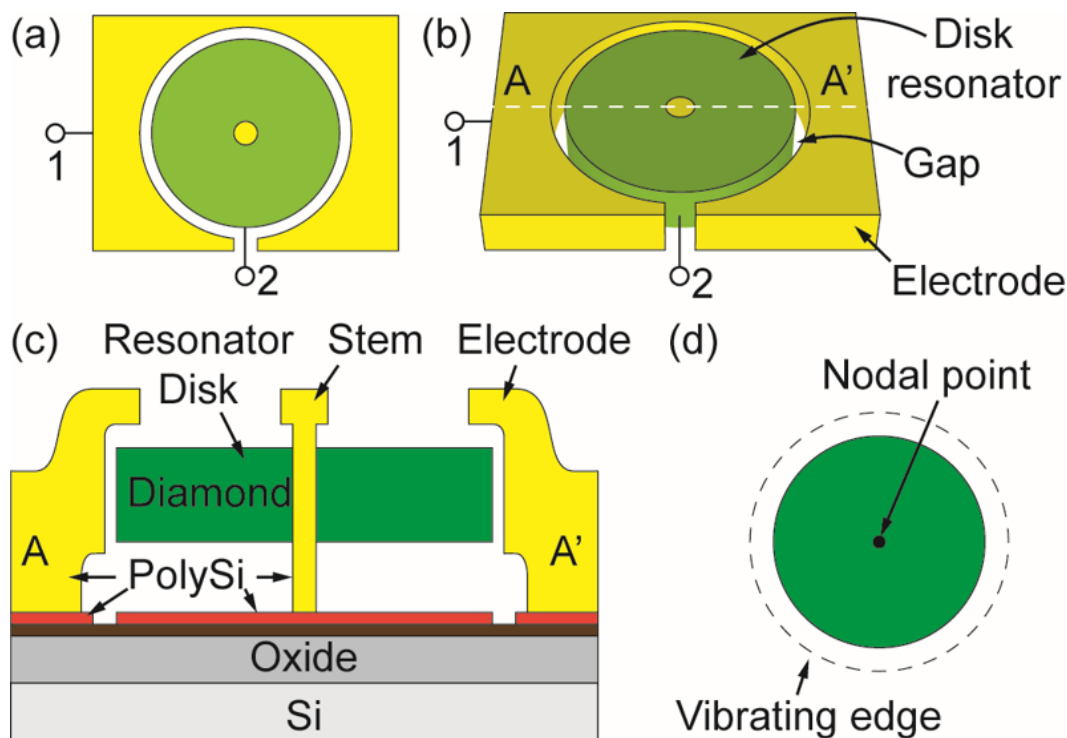 (a)
1
2
(b)
A
A'
1
2
Disk
resonator
Gap
Electrode
(c)
Resonator
Disk
Stem
Electrode
Diamond
A
A'
PolySi
Oxide
Si
(d)
Nodal point
Vibrating edge